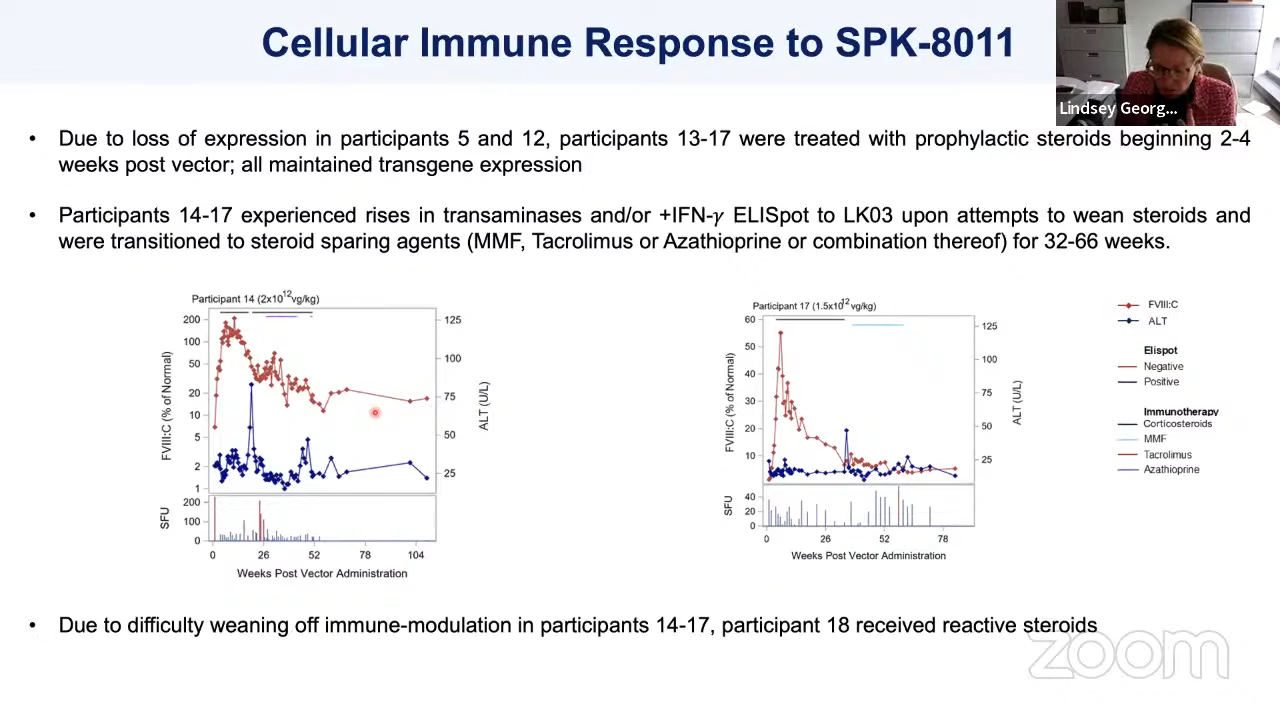 Cellular Immune Response to SPK-8011
Lindsey Georg...
• Due to loss of expression in participants 5 and 12, participants 13-17 were treated with prophylactic steroids beginning 2-4
weeks post vector; all maintained transgene expression
• Participants 14-17 experienced rises in transaminases and/or +IFN-𝛾 ELISpot to LK03 upon attempts to wean steroids and
were transitioned to steroid sparing agents (MMF, Tacrolimus or Azathioprine or combination thereof) for 32-66 weeks.
Participant 14 (2x10¹²vg/kg)
200
100
50
20
10
5
2
1
FVIII:C (% of Normal)
125
100
75
50
25
ALT (U/L)
200
100
0
SFU
0 26 52 78 104
Weeks Post Vector Administration
Participant 17 (1.5x10¹²vg/kg)
60
50
40
30
20
10
FVIII:C (% of Normal)
125
100
75
50
25
ALT (U/L)
40
20
0
SFU
0 26 52 78
Weeks Post Vector Administration
FVIII:C
ALT
Elispot
Negative
Positive
Immunotherapy
Corticosteroids
MMF
Tacrolimus
Azathioprine
• Due to difficulty weaning off immune-modulation in participants 14-17, participant 18 received reactive steroids
zoom